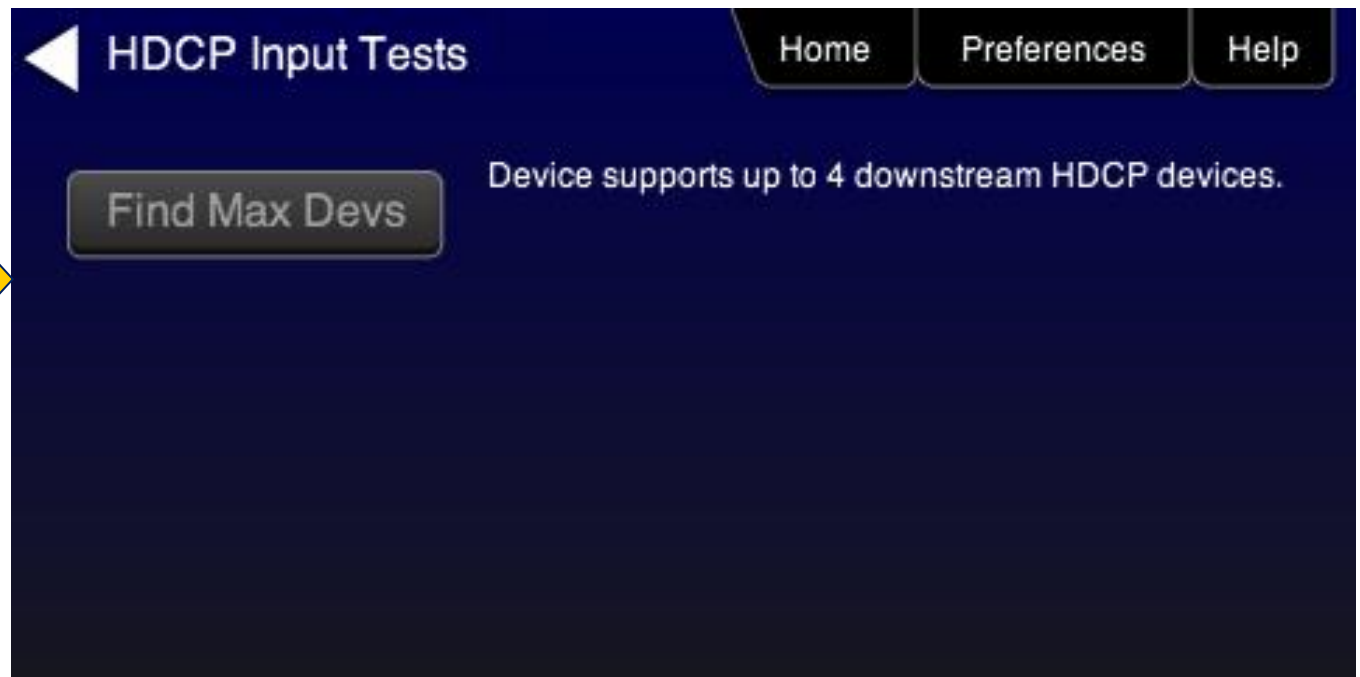 HDCP Input Tests
Home
Preferences
Help
Find Max Devs
Device supports up to 4 downstream HDCP devices.